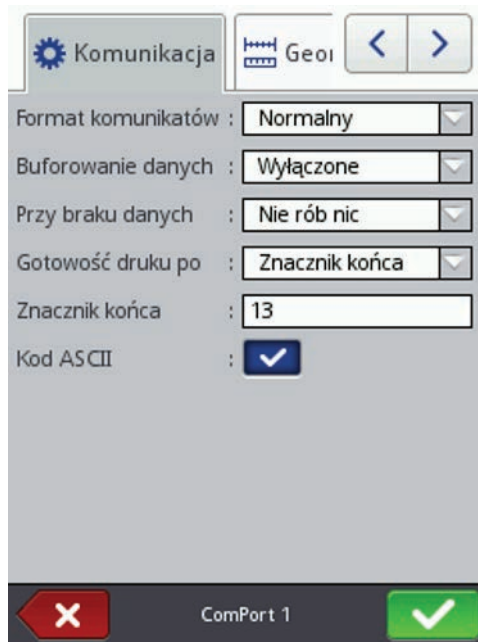 Komunikacja
Format komunikatów : Normalny
Buforowanie danych : Wyłączone
Przy braku danych : Nie rób nic
Gotowość druku po : Znacznik końca
Znacznik końca : 13
Kod ASCII :
ComPort 1